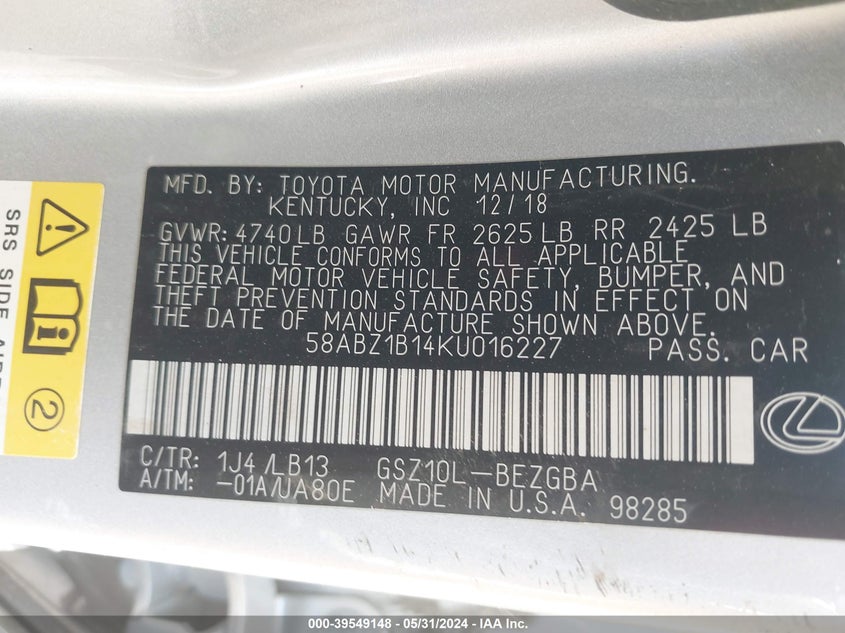 MFD. BY: TOYOTA MOTOR MANUFACTURING.
KENTUCKY, INC 12/18
GVWR: 4740LB GAWR FR 2625 LB RR 2425 LB
THIS VEHICLE CONFORMS TO ALL APPLICABLE
FEDERAL MOTOR VEHICLE SAFETY, BUMPER, AND
THEFT PREVENTION STANDARDS IN EFFECT ON
THE DATE OF MANUFACTURE SHOWN ABOVE.
58ABZ1B14KU016227 PASS. CAR
C/TR: 1J4 /LB13 GSZ10L-BEZGBA
A/TM: -01A/UA80E MADE IN U.S.A. 98285
SRS SIDE
2
000-39549148 - 05/31/2024 - IAA Inc.